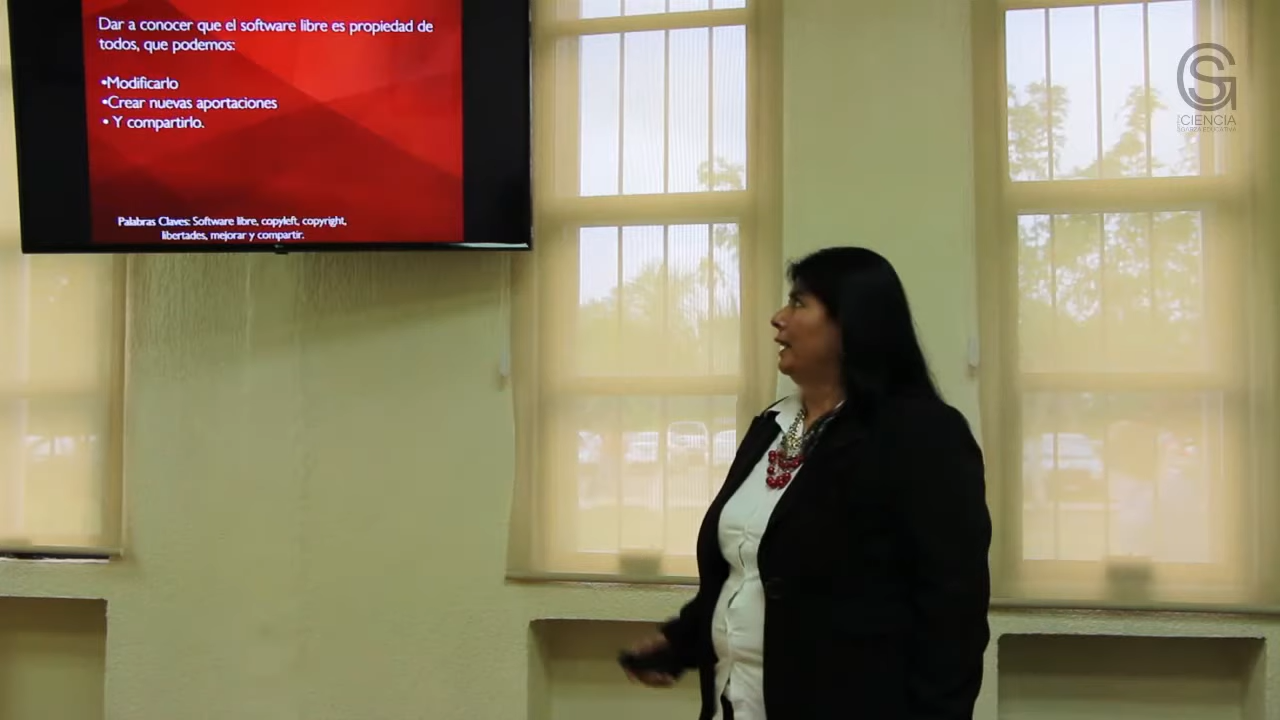 Dar a conocer que el software libre es propiedad de
todos, que podemos:
•Modificarlo
•Crear nuevas aportaciones
• Y compartirlo.
Palabras Claves: Software libre, copyleft, copyright,
libertades, mejorar y compartir.
CIENCIA